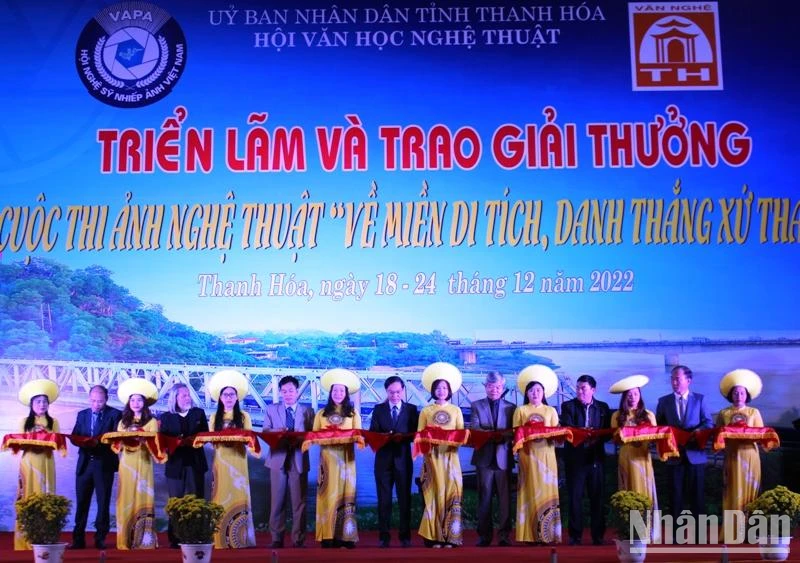 VAPA
HỘI NGHỆ SỸ NHIẾP ẢNH VIỆT NAM
UỶ BAN NHÂN DÂN TỈNH THANH HÓA
HỘI VĂN HỌC NGHỆ THUẬT
VĂN NGHỆ
TH
TRIỂN LÃM VÀ TRAO GIẢI THƯỞNG
CUỘC THI ẢNH NGHỆ THUẬT "VỀ MIỀN DI TÍCH, DANH THẮNG XỨ THA
Thanh Hóa, ngày 18 - 24 tháng 12 năm 2022
NhânDân